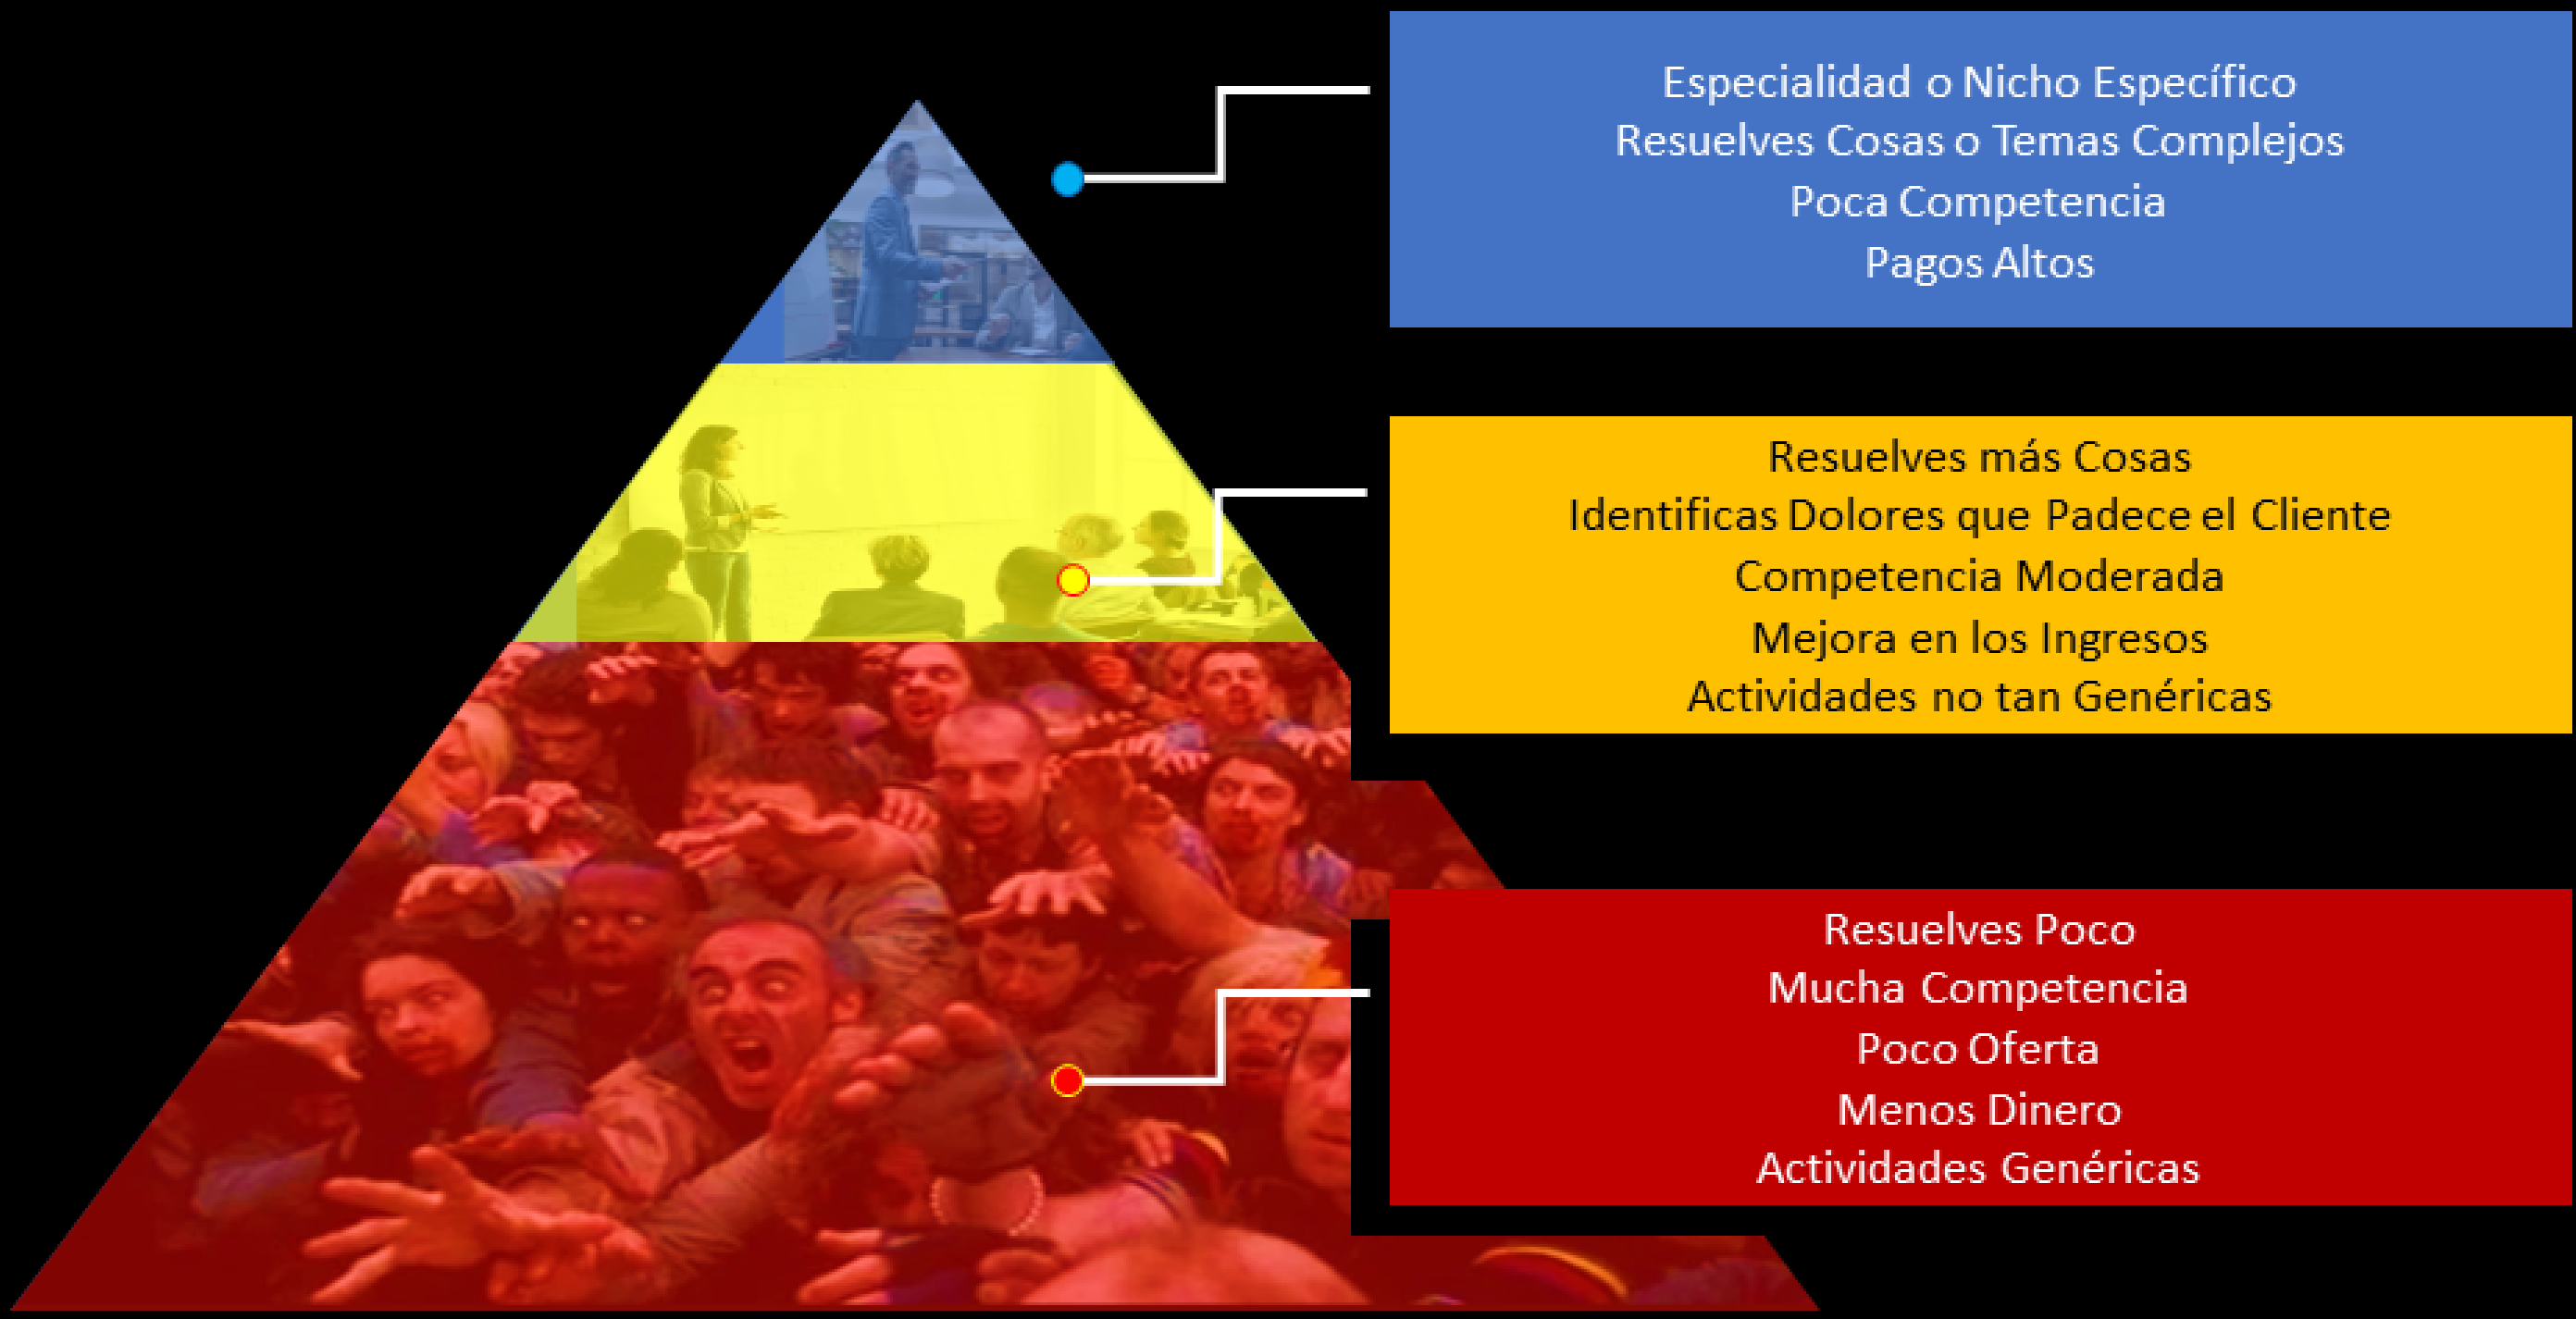 Especialidad o Nicho Específico
Resuelves Cosas o Temas Complejos
Poca Competencia
Pagos Altos
Resuelves más Cosas
Identificas Dolores que Padece el Cliente
Competencia Moderada
Mejora en los Ingresos
Actividades no tan Genéricas
Resuelves Poco
Mucha Competencia
Poco Oferta
Menos Dinero
Actividades Genéricas